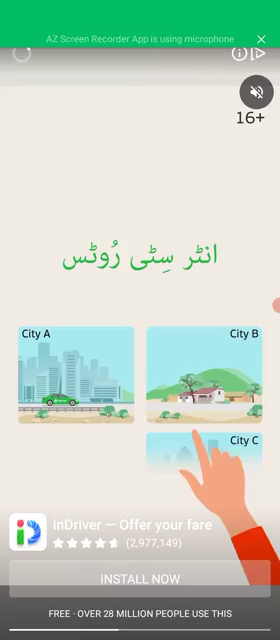 AZ Screen Recorder App is using microphone
16+
انٹر سِٹی رُوٹس
City A
City B
City C
inDriver — Offer your fare
(2,977,149)
INSTALL NOW
FREE · OVER 28 MILLION PEOPLE USE THIS